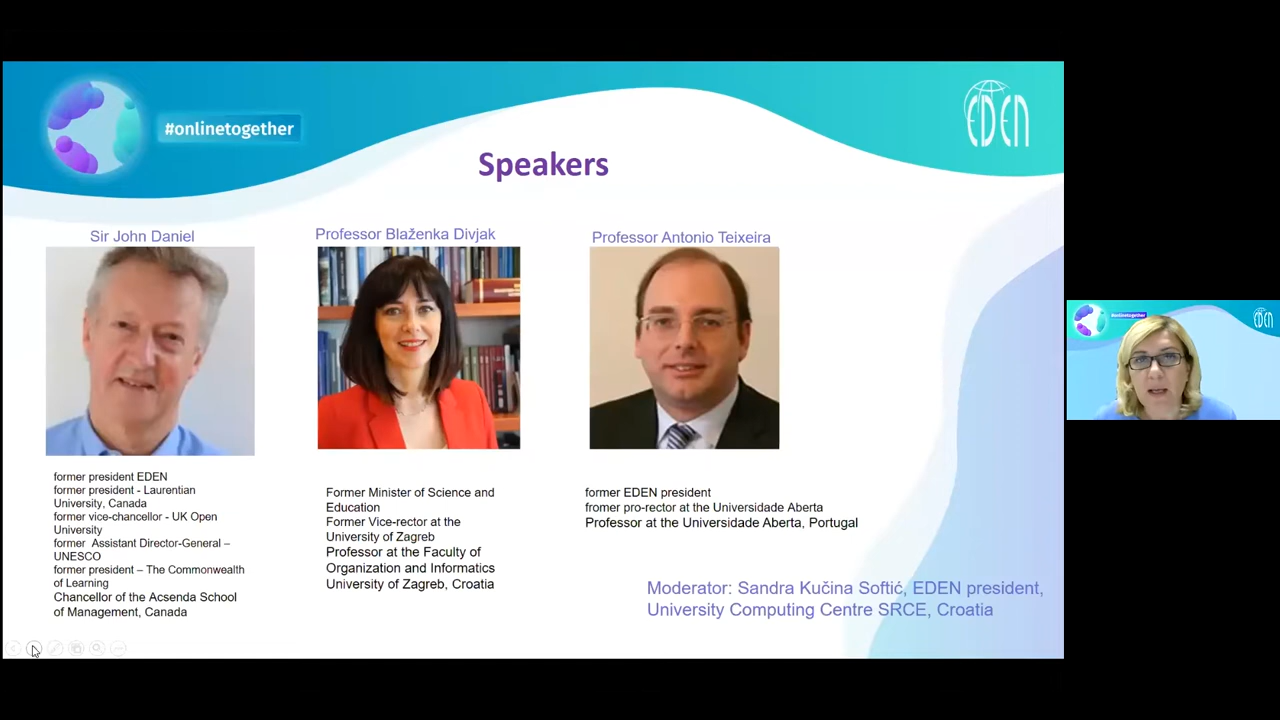 #onlinetogether
EDEN
Speakers
Sir John Daniel
Professor Blaženka Divjak
Professor Antonio Teixeira
former president EDEN
former president - Laurentian
University, Canada
former vice-chancellor - UK Open
University
former Assistant Director-General –
UNESCO
former president – The Commonwealth
of Learning
Chancellor of the Acsenda School
of Management, Canada
Former Minister of Science and
Education
Former Vice-rector at the
University of Zagreb
Professor at the Faculty of
Organization and Informatics
University of Zagreb, Croatia
former EDEN president
fromer pro-rector at the Universidade Aberta
Professor at the Universidade Aberta, Portugal
Moderator: Sandra Kučina Softić, EDEN president,
University Computing Centre SRCE, Croatia
#onlinetogether
EDEN